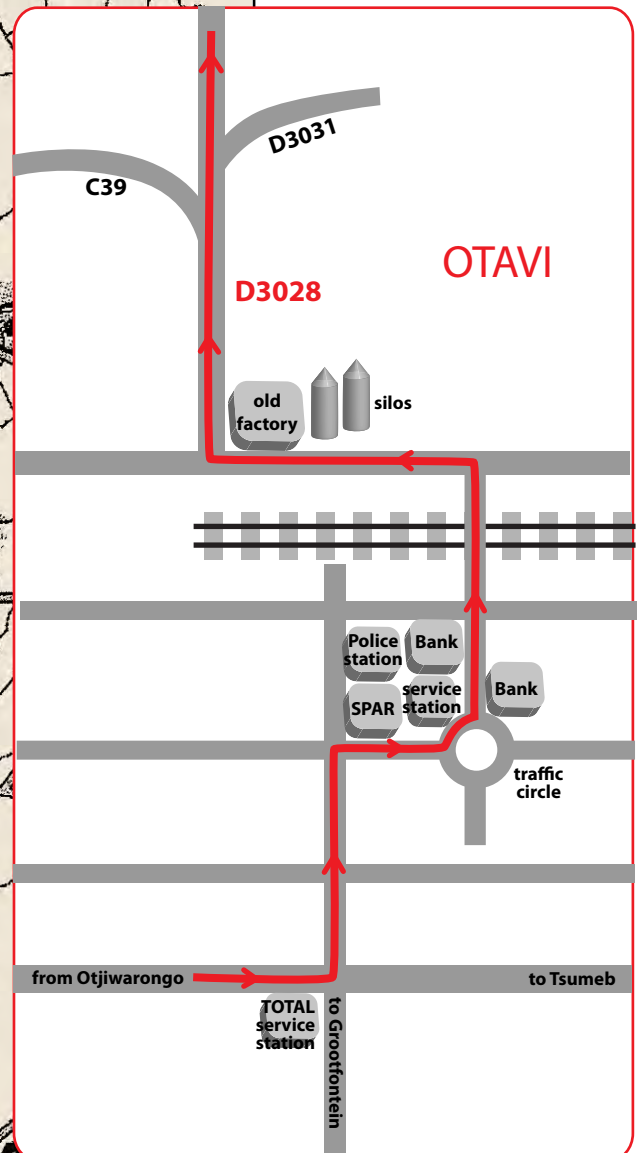 D3031
C39
OTAVI
D3028
old
factory
silos
Police
station
Bank
SPAR
service
station
Bank
traffic
circle
from Otjiwarongo
to Tsumeb
TOTAL
service
station
to Grootfontein